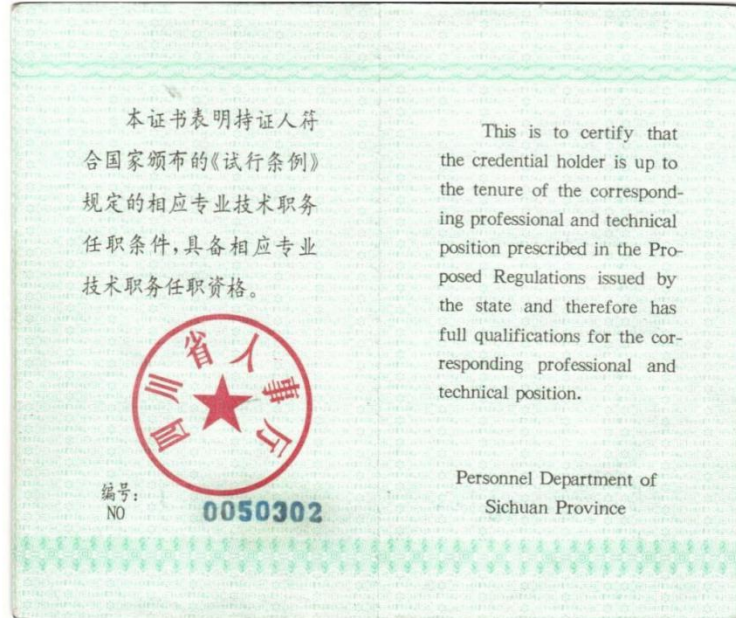 本证书表明持证人符
合国家颁布的《试行条例》
规定的相应专业技术职务
任职条件，具备相应专业
技术职务任职资格。
四川省人事厅
编号：
NO 0050302
This is to certify that
the credential holder is up to
the tenure of the correspond-
ing professional and technical
position prescribed in the Pro-
posed Regulations issued by
the state and therefore has
full qualifications for the cor-
responding professional and
technical position.
Personnel Department of
Sichuan Province